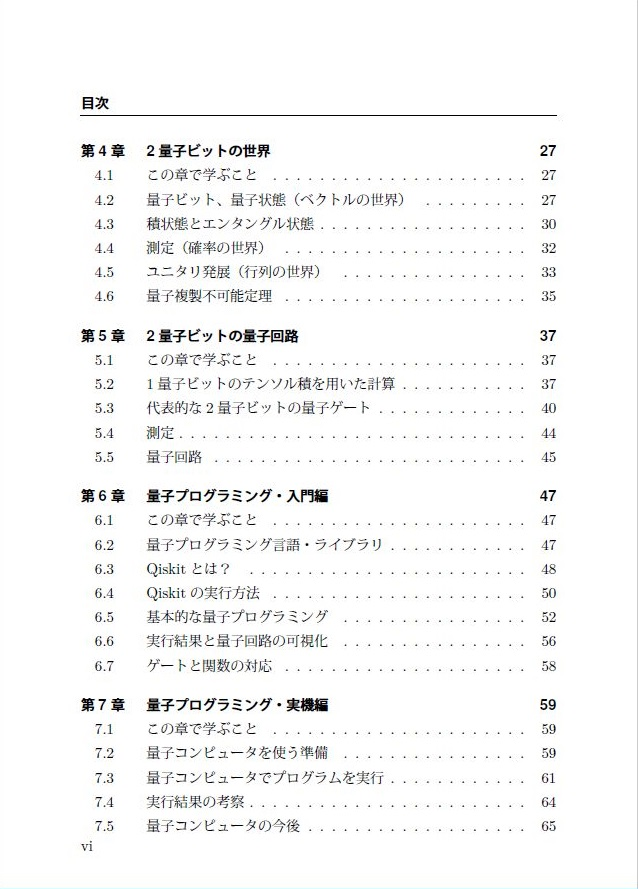 目次
第4章 2量子ビットの世界 27
4.1 この章で学ぶこと . . . . . . . . . . . . . . . . . . . . . . 27
4.2 量子ビット、量子状態（ベクトルの世界） . . . . . . . . . 27
4.3 積状態とエンタングル状態 . . . . . . . . . . . . . . . . . . 30
4.4 測定（確率の世界） . . . . . . . . . . . . . . . . . . . . . 32
4.5 ユニタリ発展（行列の世界） . . . . . . . . . . . . . . . . 33
4.6 量子複製不可能定理 . . . . . . . . . . . . . . . . . . . . . 35
第5章 2量子ビットの量子回路 37
5.1 この章で学ぶこと . . . . . . . . . . . . . . . . . . . . . . 37
5.2 1量子ビットのテンソル積を用いた計算 . . . . . . . . . . . 37
5.3 代表的な2量子ビットの量子ゲート . . . . . . . . . . . . . 40
5.4 測定 . . . . . . . . . . . . . . . . . . . . . . . . . . . . . . 44
5.5 量子回路 . . . . . . . . . . . . . . . . . . . . . . . . . . . 45
第6章 量子プログラミング・入門編 47
6.1 この章で学ぶこと . . . . . . . . . . . . . . . . . . . . . . 47
6.2 量子プログラミング言語・ライブラリ . . . . . . . . . . . . 47
6.3 Qiskitとは？ . . . . . . . . . . . . . . . . . . . . . . . . 48
6.4 Qiskitの実行方法 . . . . . . . . . . . . . . . . . . . . . . 50
6.5 基本的な量子プログラミング . . . . . . . . . . . . . . . . 52
6.6 実行結果と量子回路の可視化 . . . . . . . . . . . . . . . . 56
6.7 ゲートと関数の対応 . . . . . . . . . . . . . . . . . . . . . 58
第7章 量子プログラミング・実機編 59
7.1 この章で学ぶこと . . . . . . . . . . . . . . . . . . . . . . 59
7.2 量子コンピュータを使う準備 . . . . . . . . . . . . . . . . 59
7.3 量子コンピュータでプログラムを実行 . . . . . . . . . . . . 61
7.4 実行結果の考察 . . . . . . . . . . . . . . . . . . . . . . . . 64
7.5 量子コンピュータの今後 . . . . . . . . . . . . . . . . . . . 65
vi